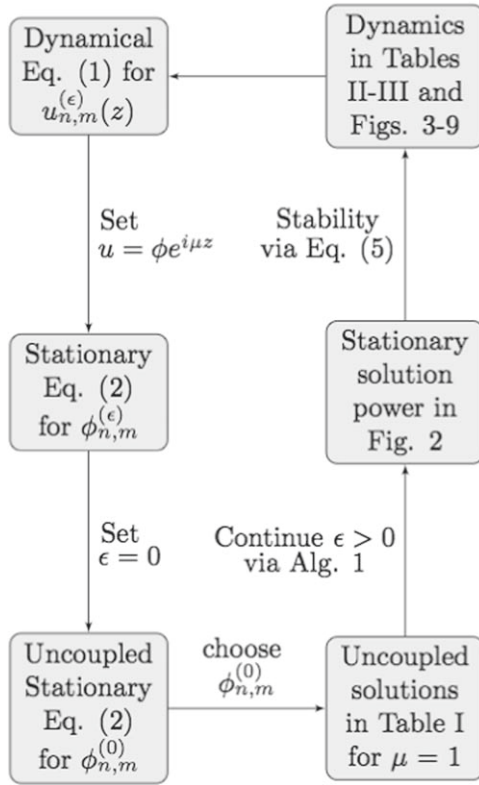 Dynamical
Eq. (1) for
u_{n,m}^{(ϵ)}(z)
Set
u = ϕe^{iμz}
Stationary
Eq. (2)
for ϕ_{n,m}^{(ϵ)}
Set
ϵ = 0
Uncoupled
Stationary
Eq. (2)
for ϕ_{n,m}^{(0)}
choose
ϕ_{n,m}^{(0)}
Uncoupled
solutions
in Table I
for μ = 1
Continue ϵ > 0
via Alg. 1
Stationary
solution
power in
Fig. 2
Stability
via Eq. (5)
Dynamics
in Tables
II-III and
Figs. 3-9